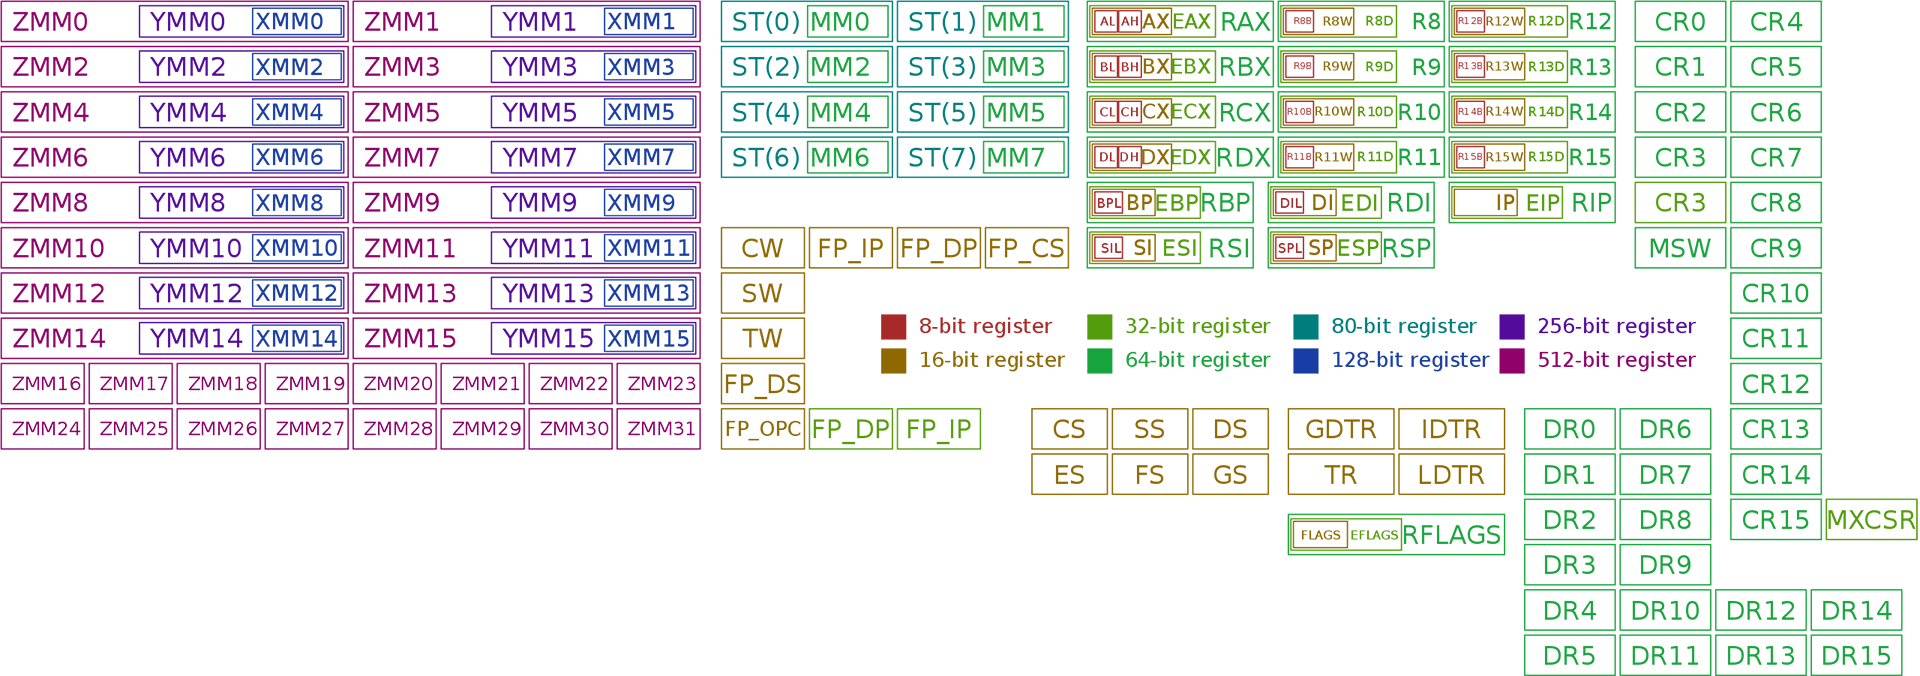 ZMM0 YMM0 XMM0 ZMM1 YMM1 XMM1 ST(0) MM0 ST(1) MM1 AL AH AX EAX RAX R8B R8W R8D R8 R12B R12W R12D R12 CR0 CR4
ZMM2 YMM2 XMM2 ZMM3 YMM3 XMM3 ST(2) MM2 ST(3) MM3 BL BH BX EBX RBX R9B R9W R9D R9 R13B R13W R13D R13 CR1 CR5
ZMM4 YMM4 XMM4 ZMM5 YMM5 XMM5 ST(4) MM4 ST(5) MM5 CL CH CX ECX RCX R10B R10W R10D R10 R14B R14W R14D R14 CR2 CR6
ZMM6 YMM6 XMM6 ZMM7 YMM7 XMM7 ST(6) MM6 ST(7) MM7 DL DH DX EDX RDX R11B R11W R11D R11 R15B R15W R15D R15 CR3 CR7
ZMM8 YMM8 XMM8 ZMM9 YMM9 XMM9 BPL BP EBP RBP DIL DI EDI RDI IP EIP RIP CR3 CR8
ZMM10 YMM10 XMM10 ZMM11 YMM11 XMM11 CW FP_IP FP_DP FP_CS SIL SI ESI RSI SPL SP ESP RSP MSW CR9
ZMM12 YMM12 XMM12 ZMM13 YMM13 XMM13 SW CR10
8-bit register 32-bit register 80-bit register 256-bit register
ZMM14 YMM14 XMM14 ZMM15 YMM15 XMM15 TW CR11
16-bit register 64-bit register 128-bit register 512-bit register
ZMM16 ZMM17 ZMM18 ZMM19 ZMM20 ZMM21 ZMM22 ZMM23 FP_DS CR12
ZMM24 ZMM25 ZMM26 ZMM27 ZMM28 ZMM29 ZMM30 ZMM31 FP_OPC FP_DP FP_IP CS SS DS GDTR IDTR DR0 DR6 CR13
ES FS GS TR LDTR DR1 DR7 CR14
DR2 DR8 CR15 MXCSR
FLAGS EFLAGS RFLAGS
DR3 DR9
DR4 DR10 DR12 DR14
DR5 DR11 DR13 DR15